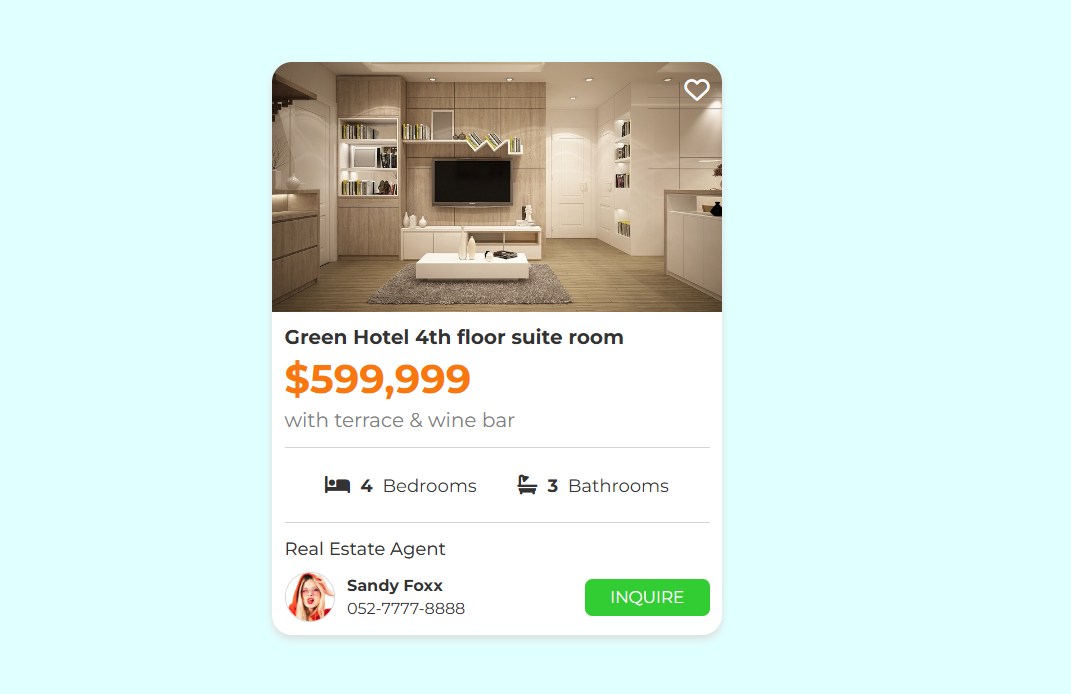 Green Hotel 4th floor suite room
$599,999
with terrace & wine bar
4 Bedrooms 3 Bathrooms
Real Estate Agent
Sandy Foxx
052-7777-8888
INQUIRE